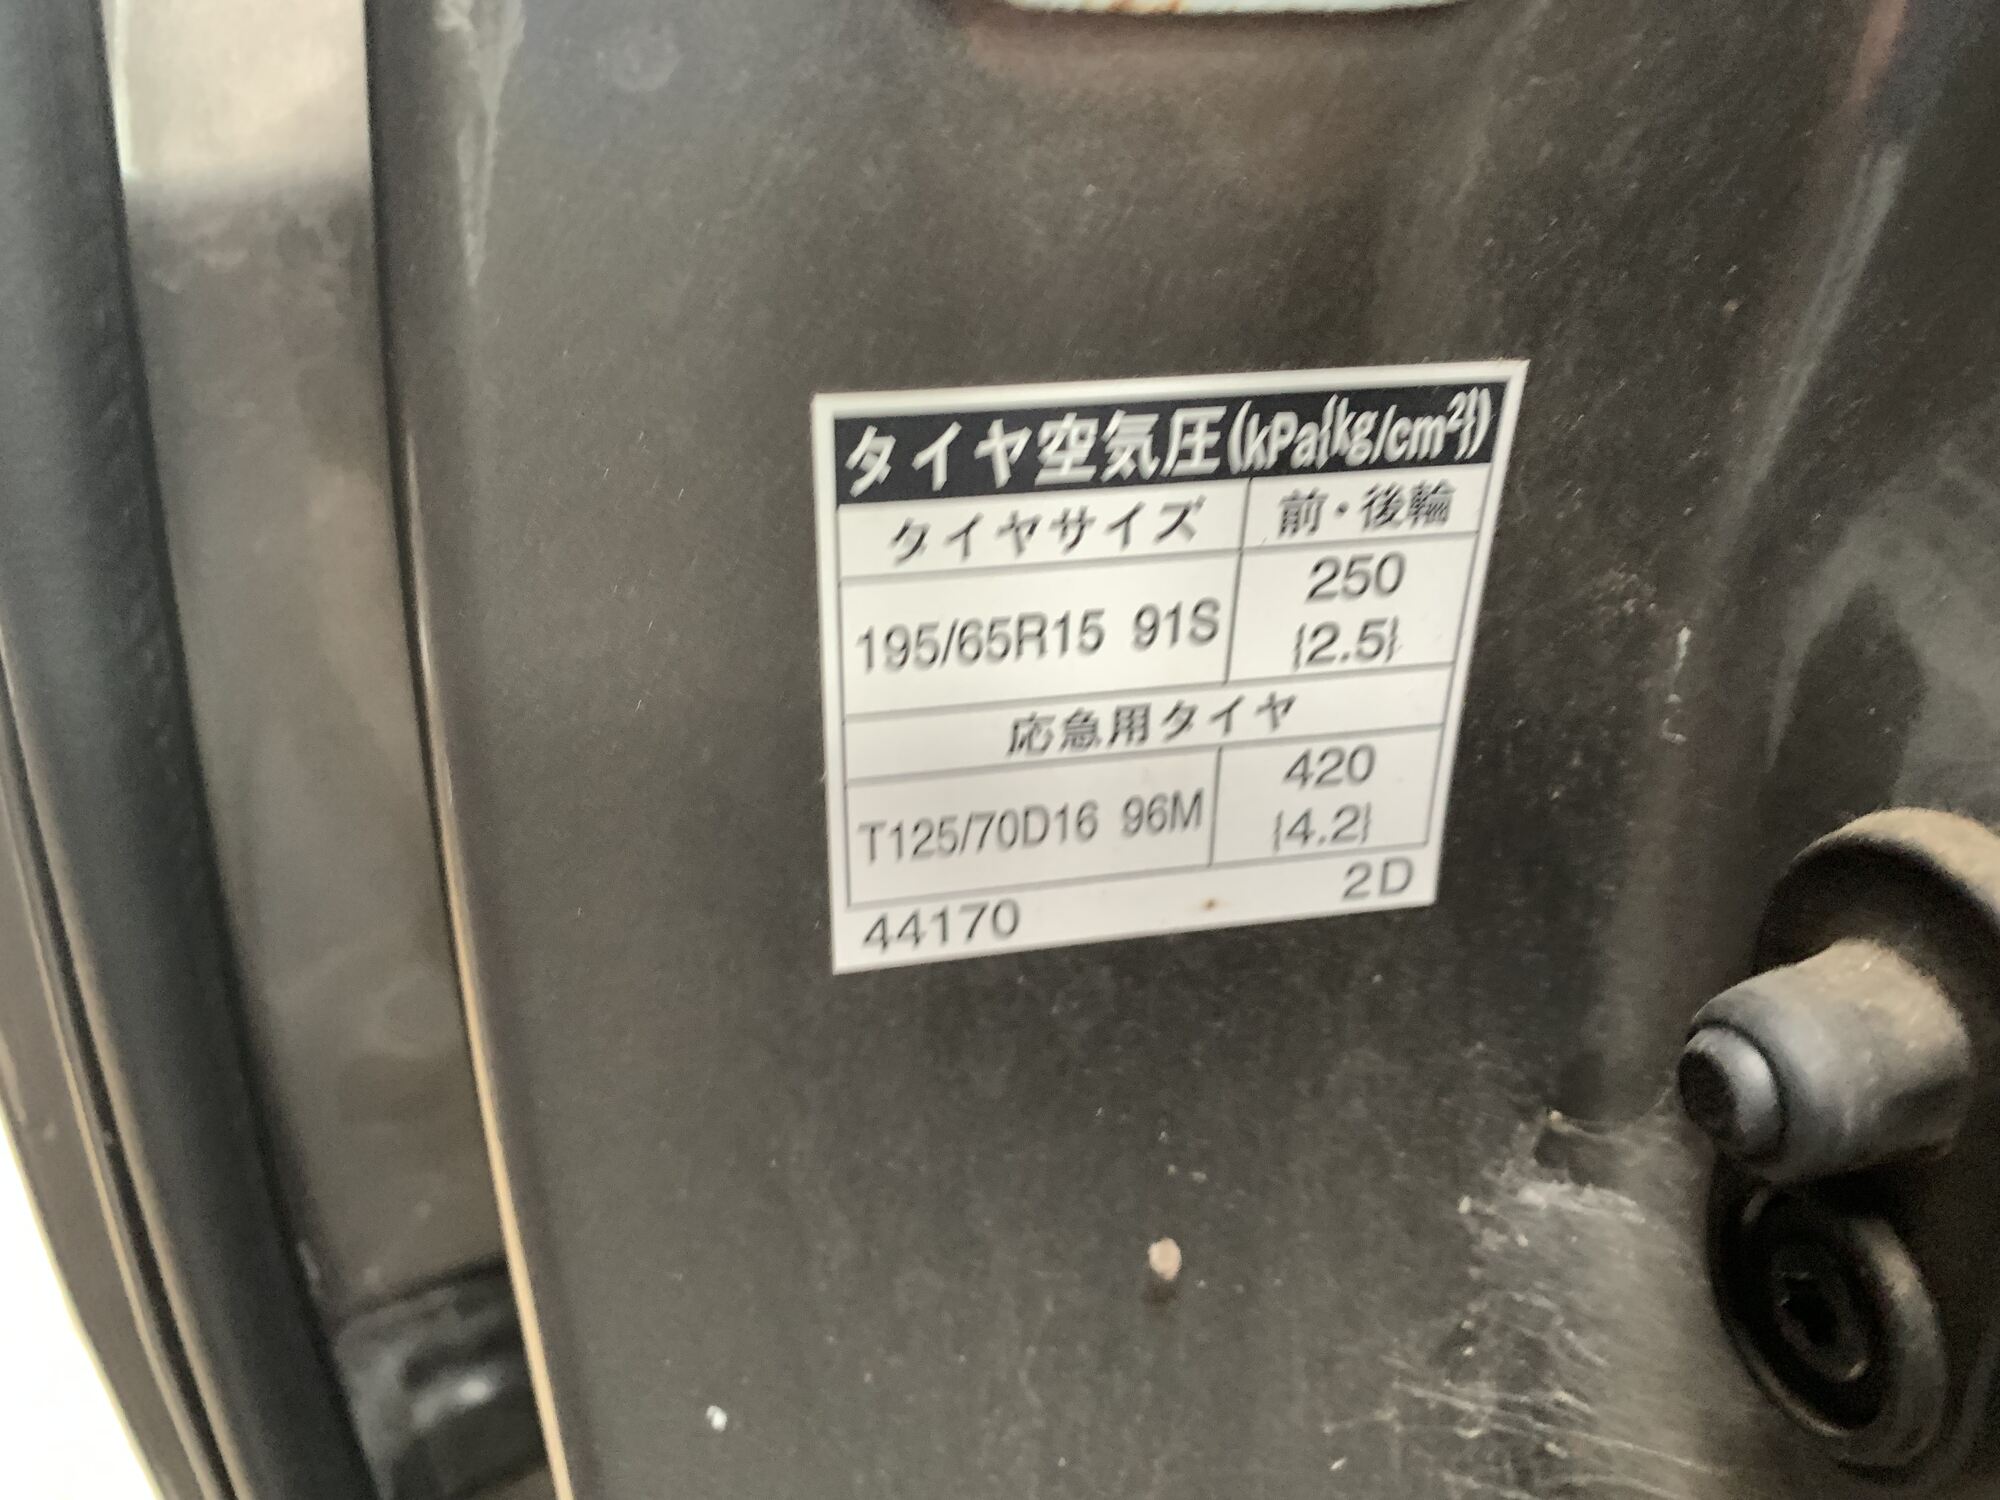 タイヤ空気圧(kPa{kg/cm²})
タイヤサイズ 前・後輪
195/65R15 91S 250 {2.5}
応急用タイヤ
T125/70D16 96M 420 {4.2}
44170 2D